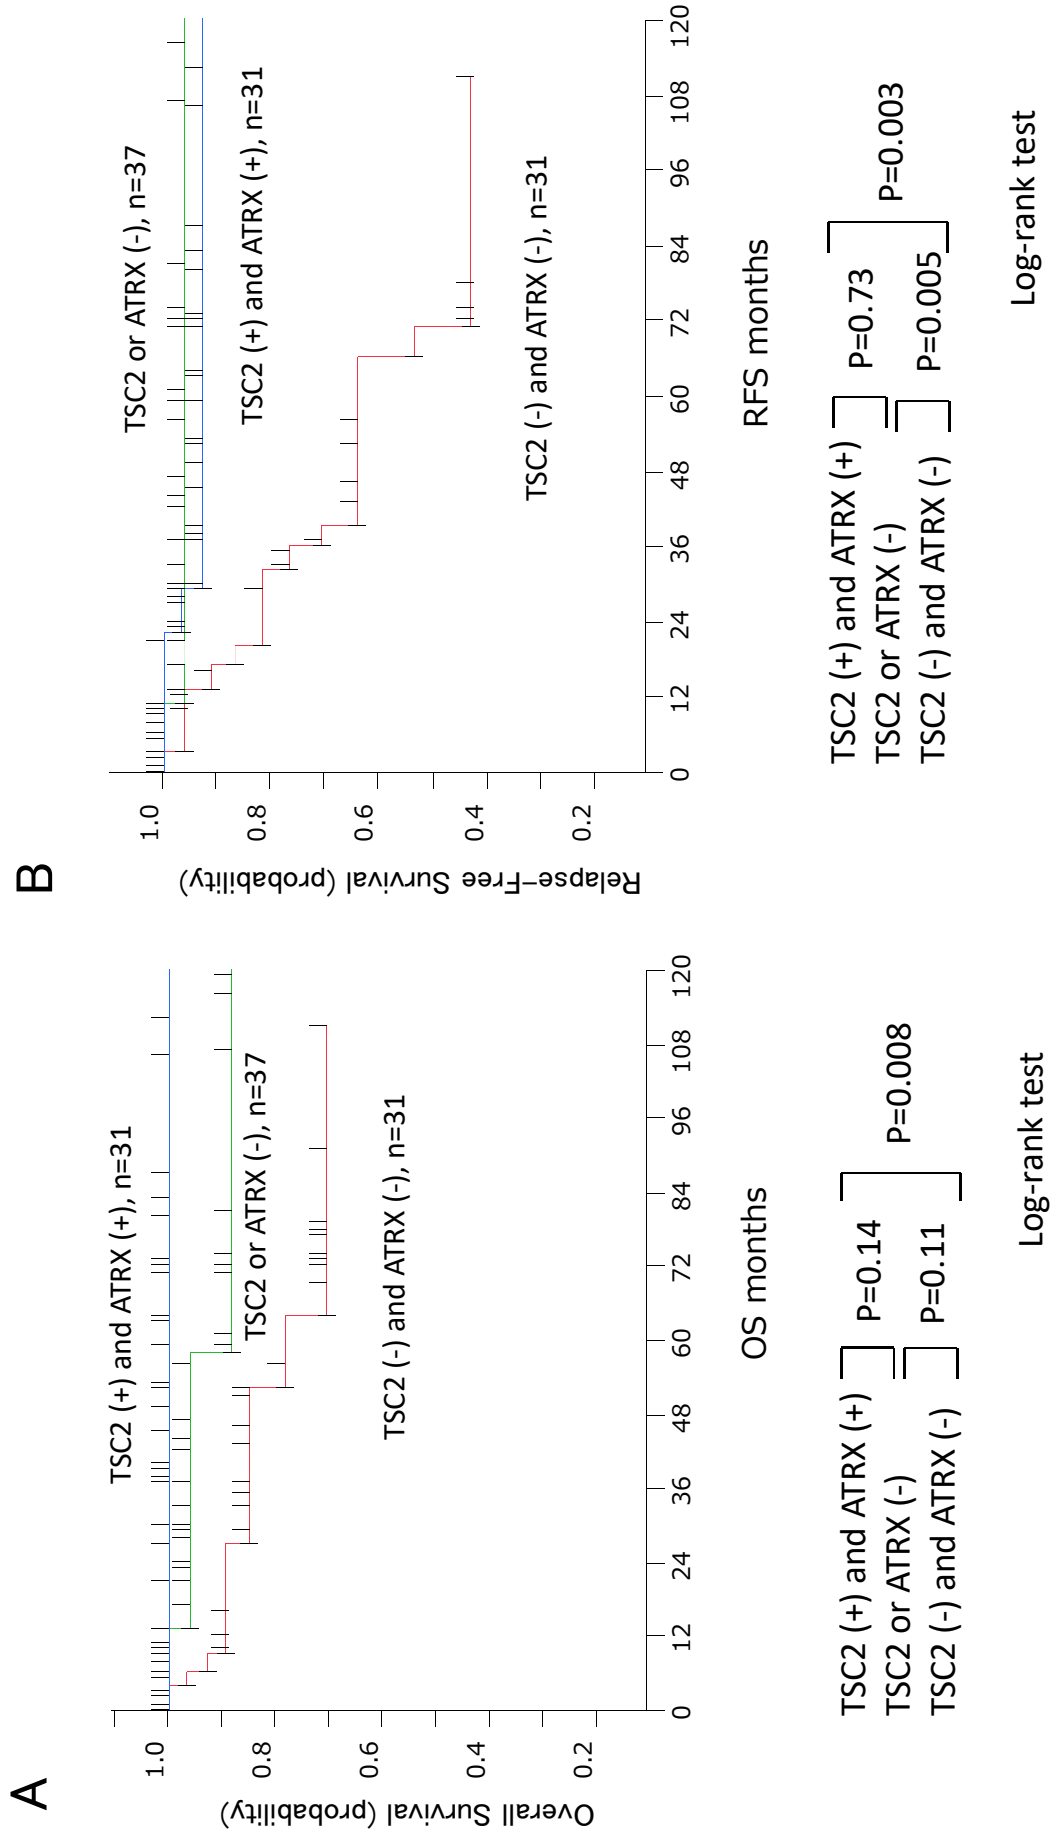 A
Overall Survival (probability)
1.0
0.8
0.6
0.4
0.2
TSC2 (+) and ATRX (+), n=31
TSC2 or ATRX (-), n=37
TSC2 (-) and ATRX (-), n=31
0 12 24 36 48 60 72 84 96 108 120
OS months
TSC2 (+) and ATRX (+)
TSC2 or ATRX (-)
TSC2 (-) and ATRX (-)
P=0.14
P=0.11
P=0.008
Log-rank test
B
Relapse-Free Survival (probability)
1.0
0.8
0.6
0.4
0.2
TSC2 or ATRX (-), n=37
TSC2 (+) and ATRX (+), n=31
TSC2 (-) and ATRX (-), n=31
0 12 24 36 48 60 72 84 96 108 120
RFS months
TSC2 (+) and ATRX (+)
TSC2 or ATRX (-)
TSC2 (-) and ATRX (-)
P=0.73
P=0.005
P=0.003
Log-rank test